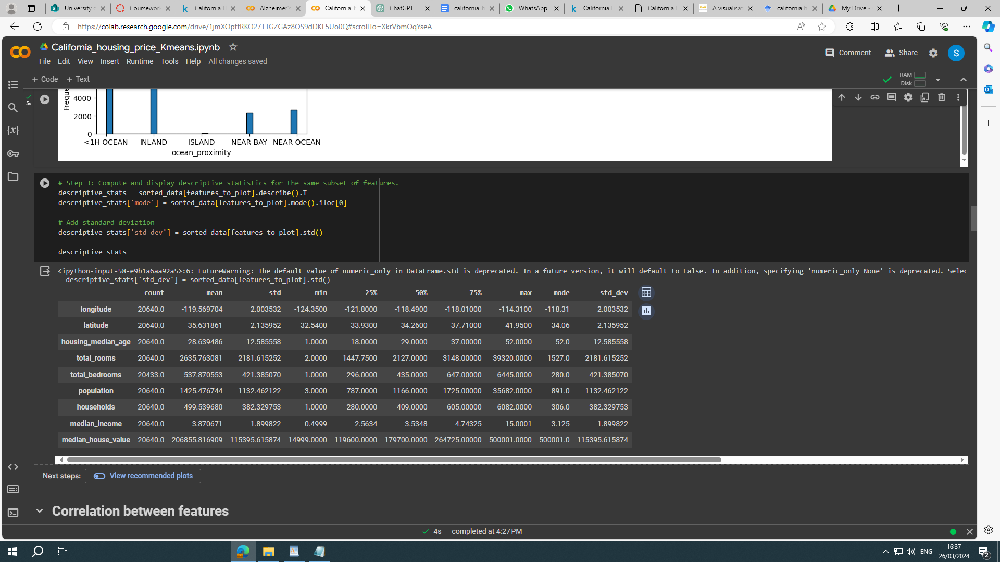 University o
Coursework
California H
Alzheimer's
California_h
ChatGPT
california_h
WhatsApp
California H
California H
A visualisat
california h
My Drive -
https://colab.research.google.com/drive/1jmXOpttRKO27TTGZGAz8OS9dDKF5Uo0Q#scrollTo=XkrVbmOqYseA
California_housing_price_Kmeans.ipynb
Comment
Share
S
File Edit View Insert Runtime Tools Help All changes saved
+ Code + Text
RAM
Disk
5s
Freque
4000
2000
0
<1H OCEAN INLAND ISLAND NEAR BAY NEAR OCEAN
ocean_proximity
# Step 3: Compute and display descriptive statistics for the same subset of features.
descriptive_stats = sorted_data[features_to_plot].describe().T
descriptive_stats['mode'] = sorted_data[features_to_plot].mode().iloc[0]
# Add standard deviation
descriptive_stats['std_dev'] = sorted_data[features_to_plot].std()
descriptive_stats
<ipython-input-58-e9b1a6aa92a5>:6: FutureWarning: The default value of numeric_only in DataFrame.std is deprecated. In a future version, it will default to False. In addition, specifying 'numeric_only=None' is deprecated. Selec
descriptive_stats['std_dev'] = sorted_data[features_to_plot].std()
count mean std min 25% 50% 75% max mode std_dev
longitude 20640.0 -119.569704 2.003532 -124.3500 -121.8000 -118.4900 -118.01000 -114.3100 -118.31 2.003532
latitude 20640.0 35.631861 2.135952 32.5400 33.9300 34.2600 37.71000 41.9500 34.06 2.135952
housing_median_age 20640.0 28.639486 12.585558 1.0000 18.0000 29.0000 37.00000 52.0000 52.0 12.585558
total_rooms 20640.0 2635.763081 2181.615252 2.0000 1447.7500 2127.0000 3148.00000 39320.0000 1527.0 2181.615252
total_bedrooms 20433.0 537.870553 421.385070 1.0000 296.0000 435.0000 647.00000 6445.0000 280.0 421.385070
population 20640.0 1425.476744 1132.462122 3.0000 787.0000 1166.0000 1725.00000 35682.0000 891.0 1132.462122
households 20640.0 499.539680 382.329753 1.0000 280.0000 409.0000 605.00000 6082.0000 306.0 382.329753
median_income 20640.0 3.870671 1.899822 0.4999 2.5634 3.5348 4.74325 15.0001 3.125 1.899822
median_house_value 20640.0 206855.816909 115395.615874 14999.0000 119600.0000 179700.0000 264725.00000 500001.0000 500001.0 115395.615874
Next steps: View recommended plots
Correlation between features
4s completed at 4:27 PM
ENG
16:37
26/03/2024
2